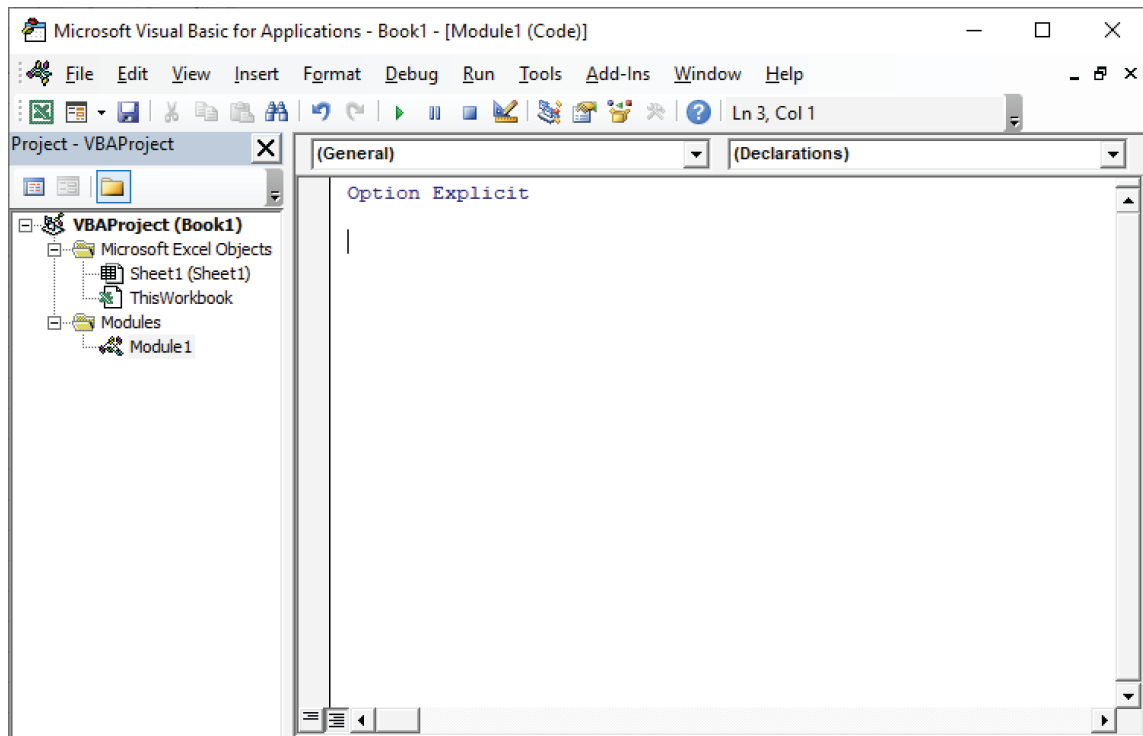 Microsoft Visual Basic for Applications - Book1 - [Module1 (Code)]
File Edit View Insert Format Debug Run Tools Add-Ins Window Help
Ln 3, Col 1
Project - VBAProject
(General)
(Declarations)
Option Explicit
VBAProject (Book1)
Microsoft Excel Objects
Sheet1 (Sheet1)
ThisWorkbook
Modules
Module1